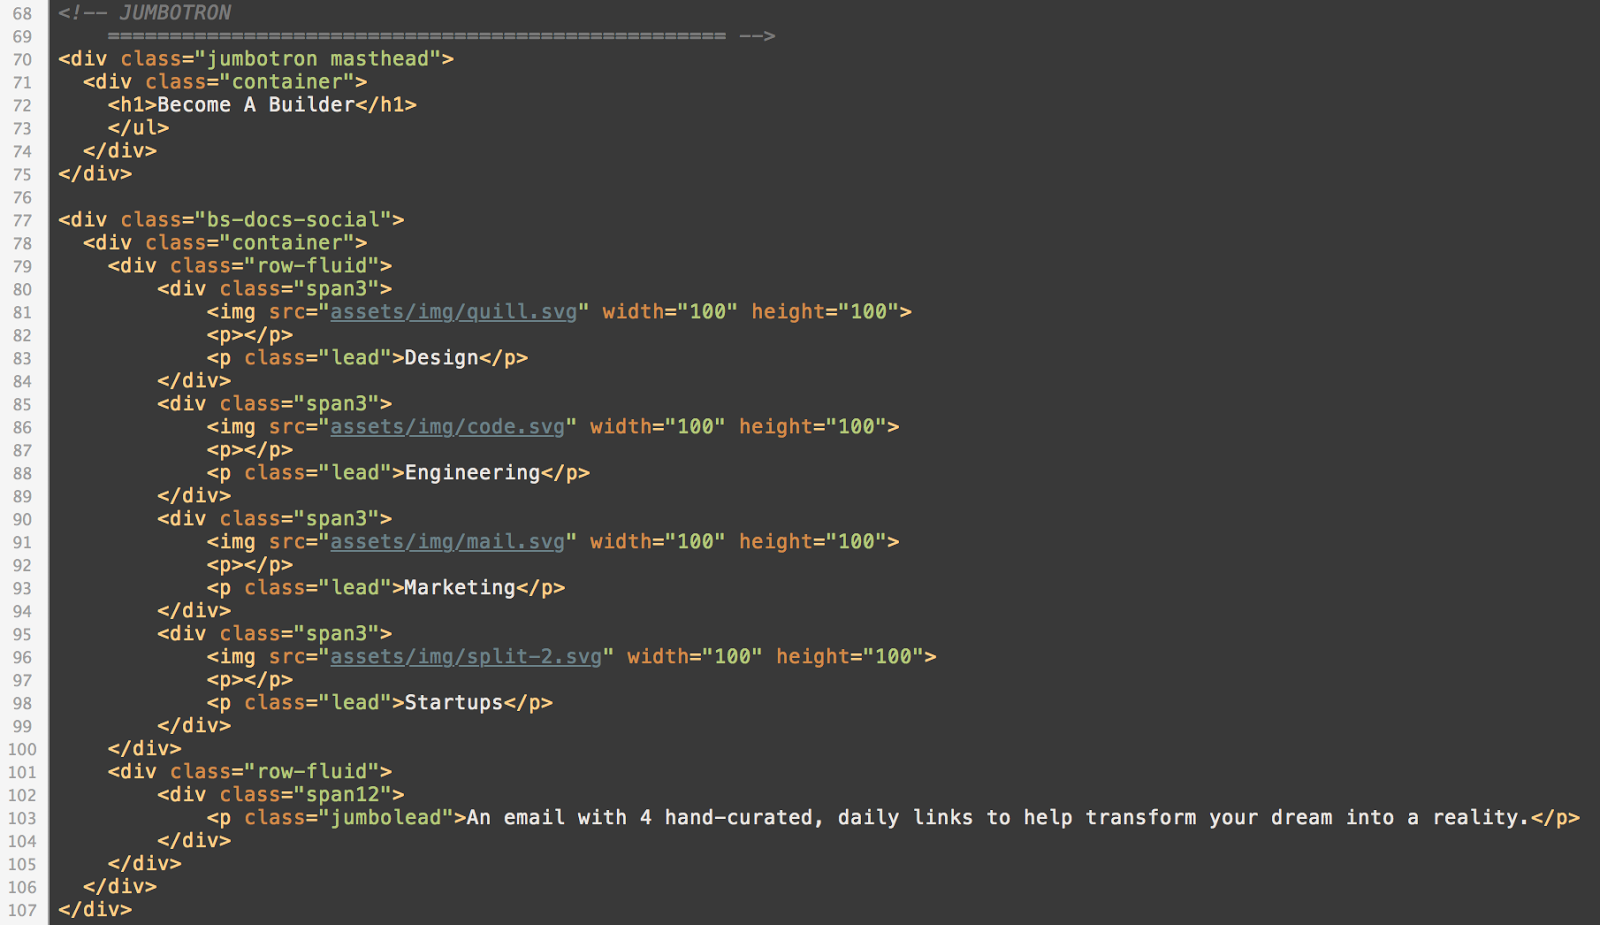 68 <!-- JUMBOTRON
69     ================================================== -->
70 <div class="jumbotron masthead">
71   <div class="container">
72     <h1>Become A Builder</h1>
73     </ul>
74   </div>
75 </div>
76
77 <div class="bs-docs-social">
78   <div class="container">
79     <div class="row-fluid">
80         <div class="span3">
81             <img src="assets/img/quill.svg" width="100" height="100">
82             <p></p>
83             <p class="lead">Design</p>
84         </div>
85         <div class="span3">
86             <img src="assets/img/code.svg" width="100" height="100">
87             <p></p>
88             <p class="lead">Engineering</p>
89         </div>
90         <div class="span3">
91             <img src="assets/img/mail.svg" width="100" height="100">
92             <p></p>
93             <p class="lead">Marketing</p>
94         </div>
95         <div class="span3">
96             <img src="assets/img/split-2.svg" width="100" height="100">
97             <p></p>
98             <p class="lead">Startups</p>
99         </div>
100     </div>
101     <div class="row-fluid">
102         <div class="span12">
103             <p class="jumbolead">An email with 4 hand-curated, daily links to help transform your dream into a reality.</p>
104         </div>
105     </div>
106   </div>
107 </div>